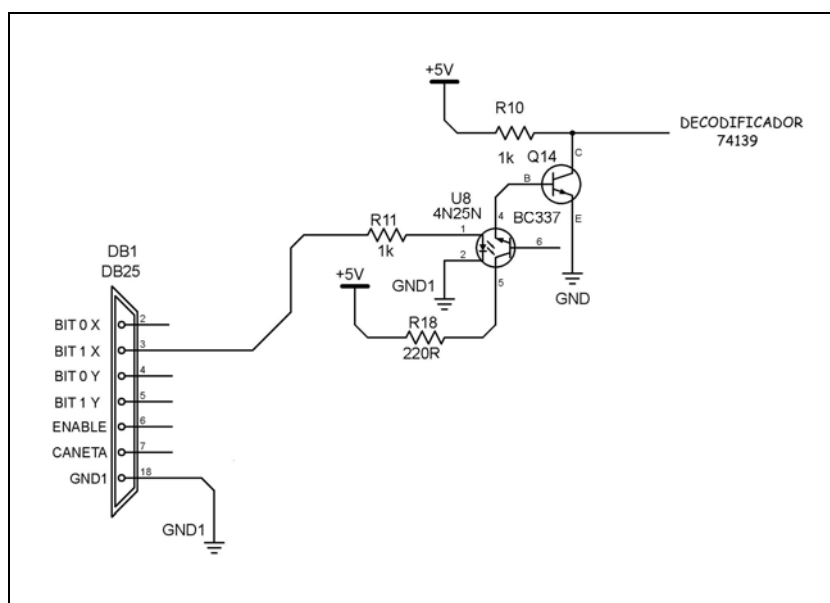 +5V
R10
1k
Q14
C
B
E
DECODIFICADOR
74139
U8
4N25N
BC337
4
6
5
R11
1k
1
2
GND1
GND
+5V
R18
220R
DB1
DB25
BIT 0 X
2
BIT 1 X
3
BIT 0 Y
4
BIT 1 Y
5
ENABLE
6
CANETA
7
GND1
18
GND1